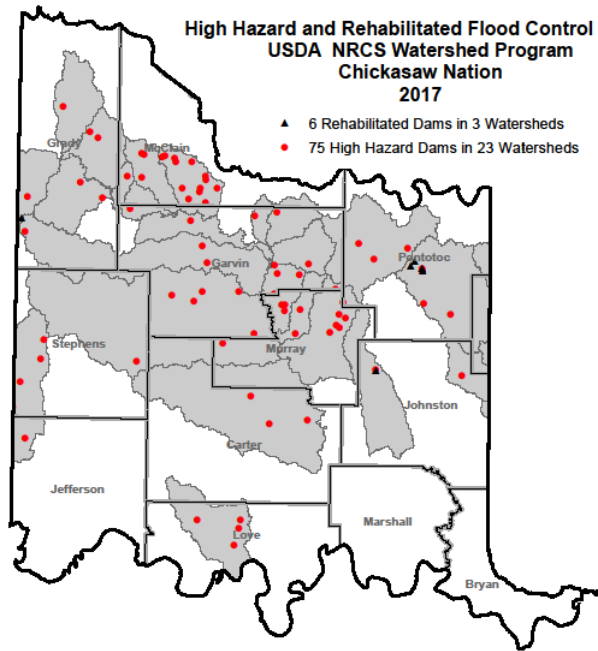 High Hazard and Rehabilitated Flood Control
USDA NRCS Watershed Program
Chickasaw Nation
2017
6 Rehabilitated Dams in 3 Watersheds
75 High Hazard Dams in 23 Watersheds
Grady
McClain
Garvin
Pontotoc
Stephens
Murray
Johnston
Carter
Jefferson
Love
Marshall
Bryan